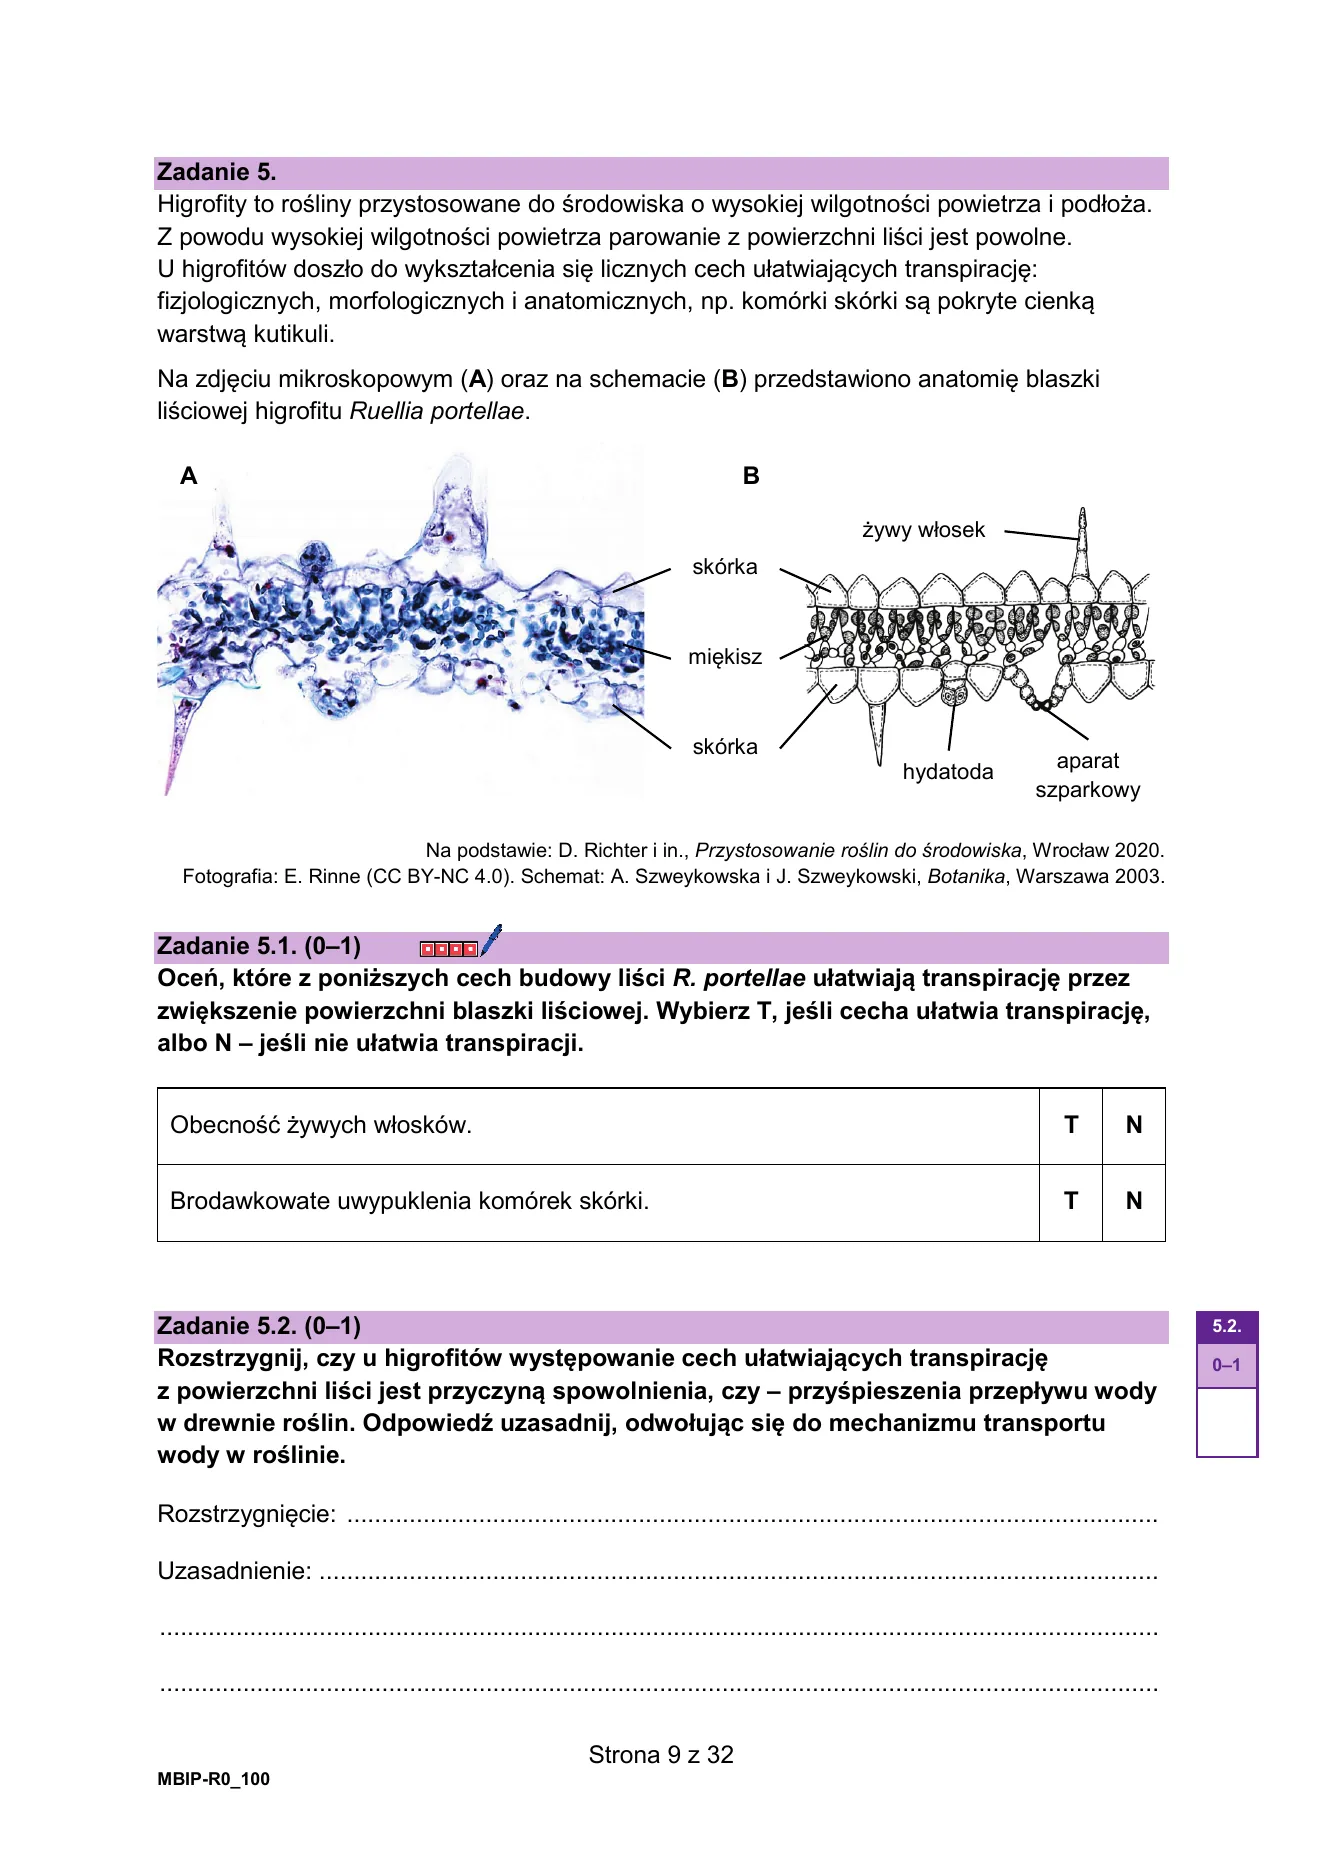 Zadanie 5.
Higrofity to rośliny przystosowane do środowiska o wysokiej wilgotności powietrza i podłoża.
Z powodu wysokiej wilgotności powietrza parowanie z powierzchni liści jest powolne.
U higrofitów doszło do wykształcenia się licznych cech ułatwiających transpirację:
fizjologicznych, morfologicznych i anatomicznych, np. komórki skórki są pokryte cienką
warstwą kutikuli.
Na zdjęciu mikroskopowym (A) oraz na schemacie (B) przedstawiono anatomię blaszki
liściowej higrofitu Ruellia portellae.
A
B
żywy włosek
skórka
miękisz
skórka
hydatoda
aparat
szparkowy
Na podstawie: D. Richter i in., Przystosowanie roślin do środowiska, Wrocław 2020.
Fotografia: E. Rinne (CC BY-NC 4.0). Schemat: A. Szweykowska i J. Szweykowski, Botanika, Warszawa 2003.
Zadanie 5.1. (0–1)
Oceń, które z poniższych cech budowy liści R. portellae ułatwiają transpirację przez
zwiększenie powierzchni blaszki liściowej. Wybierz T, jeśli cecha ułatwia transpirację,
albo N – jeśli nie ułatwia transpiracji.
Obecność żywych włosków. T N
Brodawkowate uwypuklenia komórek skórki. T N
Zadanie 5.2. (0–1)
5.2.
0–1
Rozstrzygnij, czy u higrofitów występowanie cech ułatwiających transpirację
z powierzchni liści jest przyczyną spowolnienia, czy – przyśpieszenia przepływu wody
w drewnie roślin. Odpowiedź uzasadnij, odwołując się do mechanizmu transportu
wody w roślinie.
Rozstrzygnięcie: ....................................................................................................................
Uzasadnienie: ........................................................................................................................
................................................................................................................................................
................................................................................................................................................
Strona 9 z 32
MBIP-R0_100